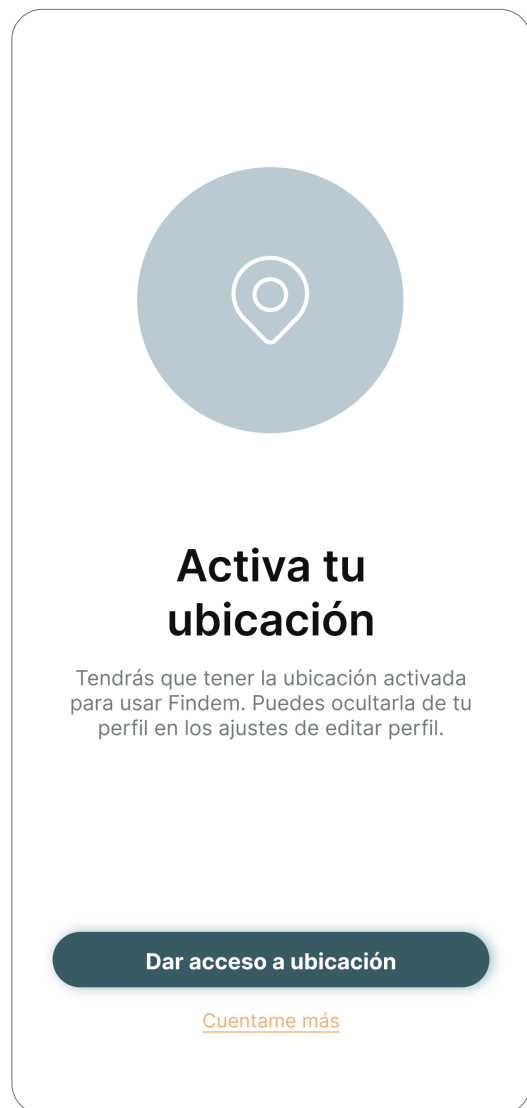 Activa tu
ubicación
Tendrás que tener la ubicación activada
para usar Findem. Puedes ocultarla de tu
perfil en los ajustes de editar perfil.
Dar acceso a ubicación
Cuentame más